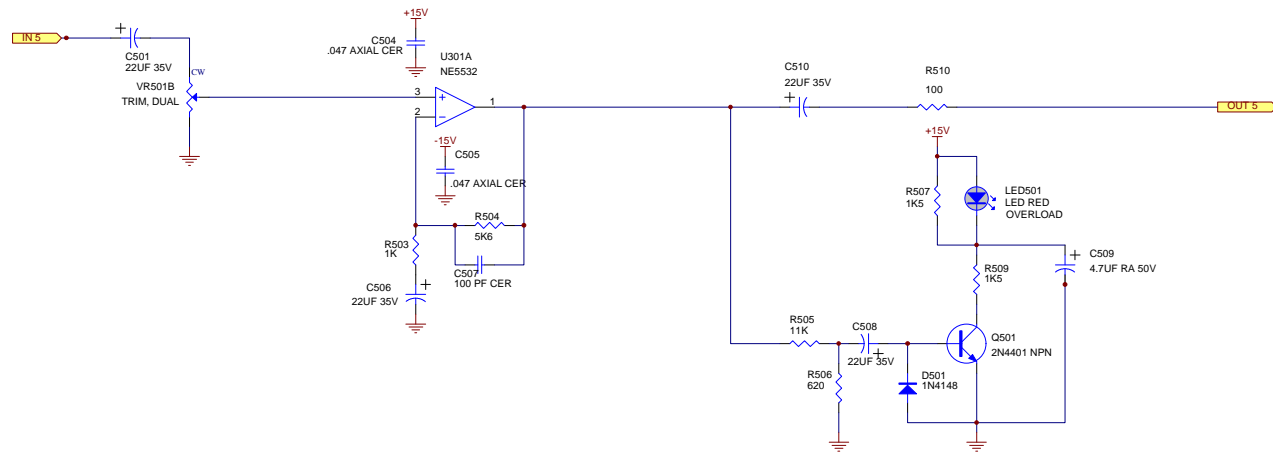 IN 5
C501
22UF 35V
CW
VR501B
TRIM, DUAL
+15V
C504
.047 AXIAL CER
U301A
NE5532
3
2
1
-15V
C505
.047 AXIAL CER
R503
1K
R504
5K6
C507
100 PF CER
C506
22UF 35V
C510
22UF 35V
R510
100
OUT 5
+15V
R507
1K5
LED501
LED RED
OVERLOAD
R509
1K5
C509
4.7UF RA 50V
R505
11K
C508
22UF 35V
R506
620
D501
1N4148
Q501
2N4401 NPN